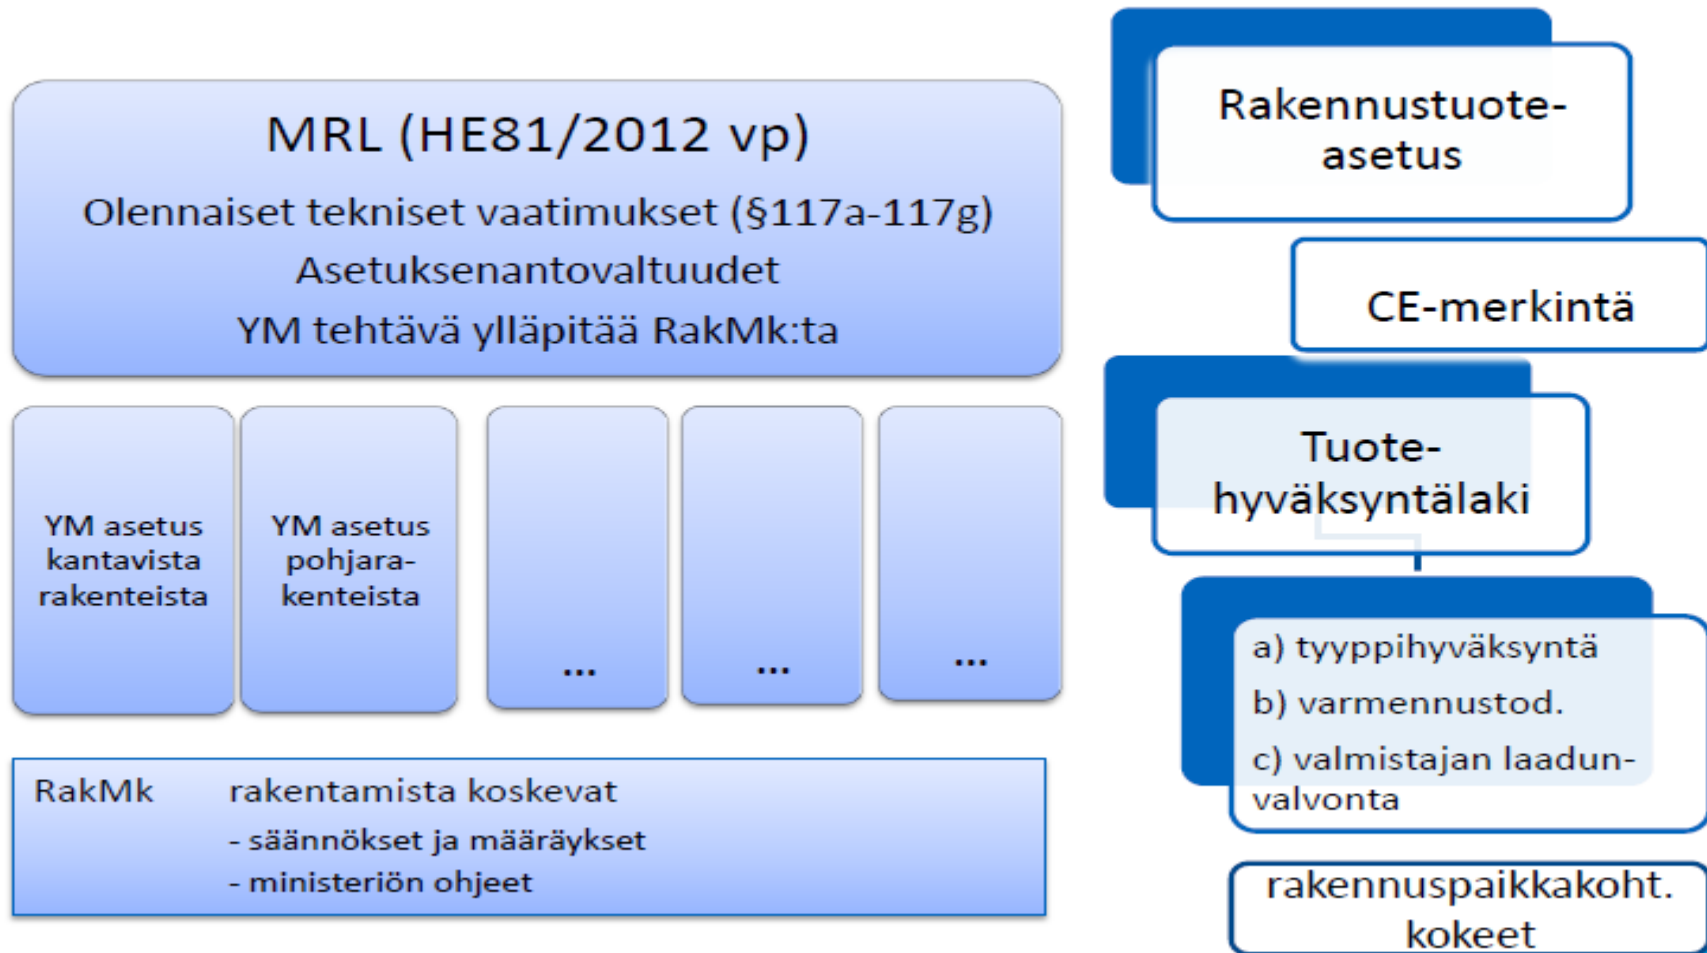 MRL (HE81/2012 vp)
Olennaiset tekniset vaatimukset (§117a-117g)
Asetuksenantovaltuudet
YM tehtävä ylläpitää RakMk:ta
YM asetus
kantavista
rakenteista
YM asetus
pohjara-
kenteista
...
...
...
RakMk rakentamista koskevat
- säännökset ja määräykset
- ministeriön ohjeet
Rakennustuote-
asetus
CE-merkintä
Tuote-
hyväksyntälaki
a) tyyppihyväksyntä
b) varmennustod.
c) valmistajan laadun-
valvonta
rakennuspaikkakoht.
kokeet